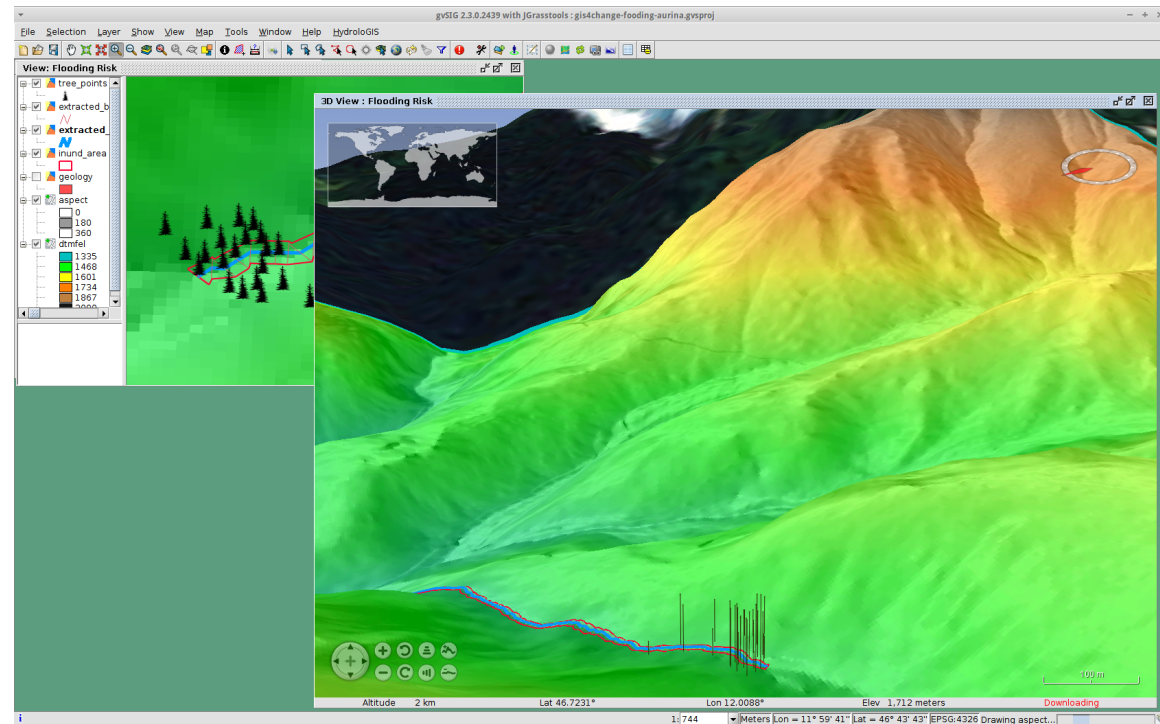 gvSIG 2.3.0.2439 with JGrasstools : gis4change-fooding-aurina.gvsproj
File Selection Layer Show View Map Tools Window Help HydroloGIS
View: Flooding Risk
tree_points
extracted_b
extracted_
inund_area
geology
aspect
0
180
360
dtmfel
1335
1468
1601
1734
1867
3D View : Flooding Risk
100 m
Altitude 2 km Lat 46.7231° Lon 12.0088° Elev 1,712 meters Downloading
1: 744 Meters Lon = 11° 59' 41" Lat = 46° 43' 43" EPSG:4326 Drawing aspect...